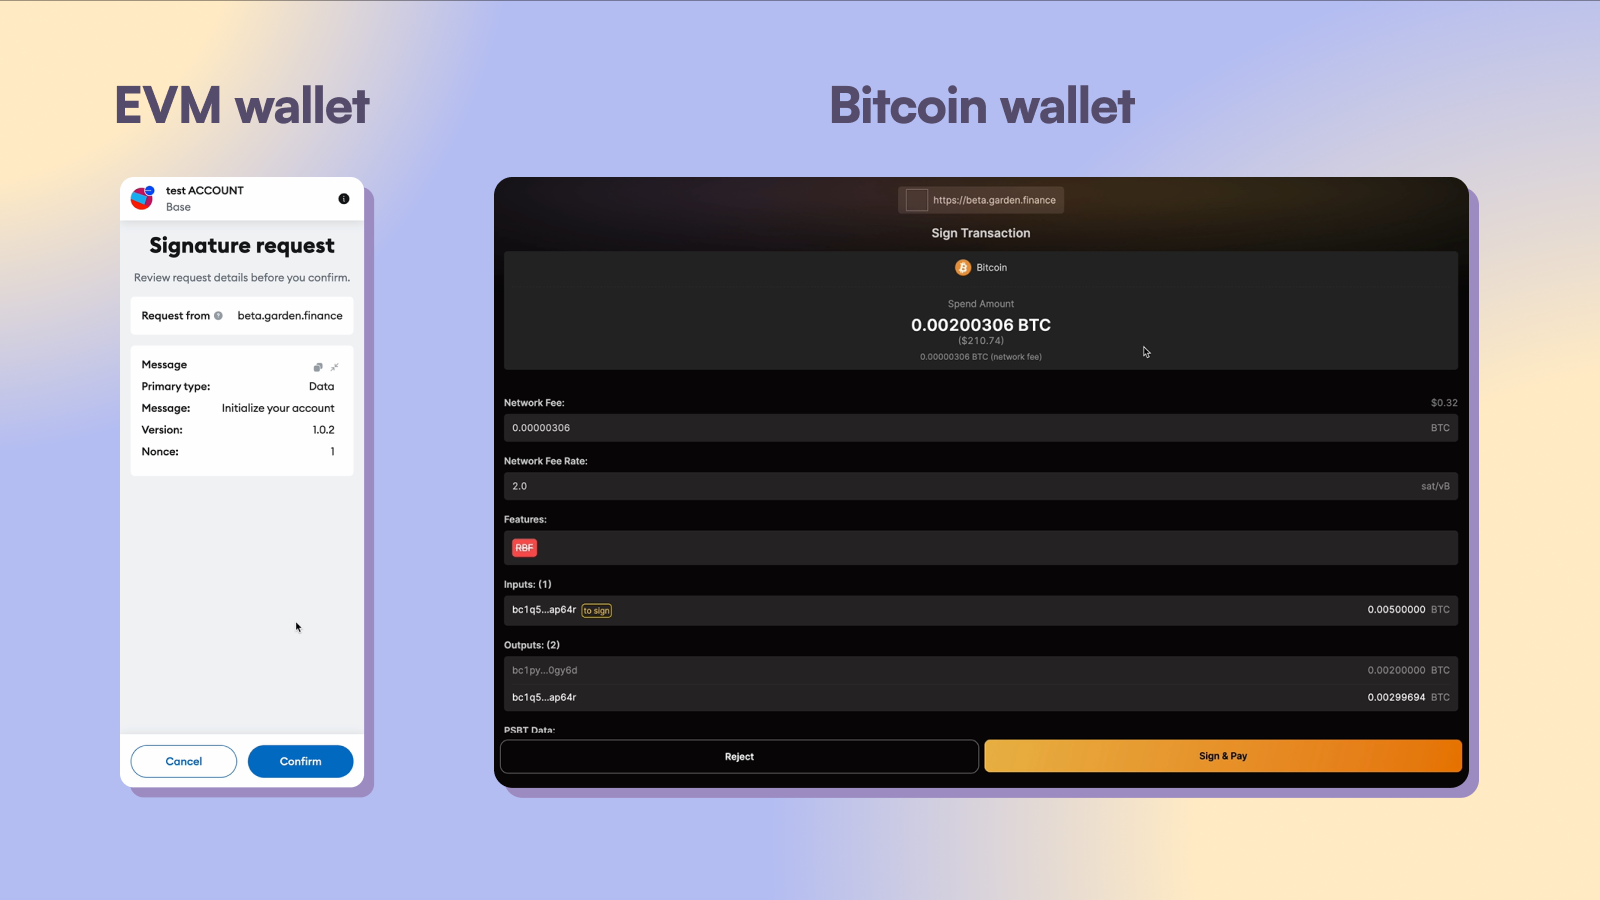 EVM wallet
Bitcoin wallet
test ACCOUNT
Base
Signature request
Review request details before you confirm.
Request from beta.garden.finance
Message
Primary type: Data
Message: Initialize your account
Version: 1.0.2
Nonce: 1
Cancel Confirm
https://beta.garden.finance
Sign Transaction
Bitcoin
Spend Amount
0.00200306 BTC
($210.74)
0.00000306 BTC (network fee)
Network Fee: $0.32
0.00000306 BTC
Network Fee Rate:
2.0 sat/vB
Features:
RBF
Inputs: (1)
bc1q5...ap64r to sign 0.00500000 BTC
Outputs: (2)
bc1py...0gy6d 0.00200000 BTC
bc1q5...ap64r 0.00299694 BTC
PSBT Data:
Reject Sign & Pay